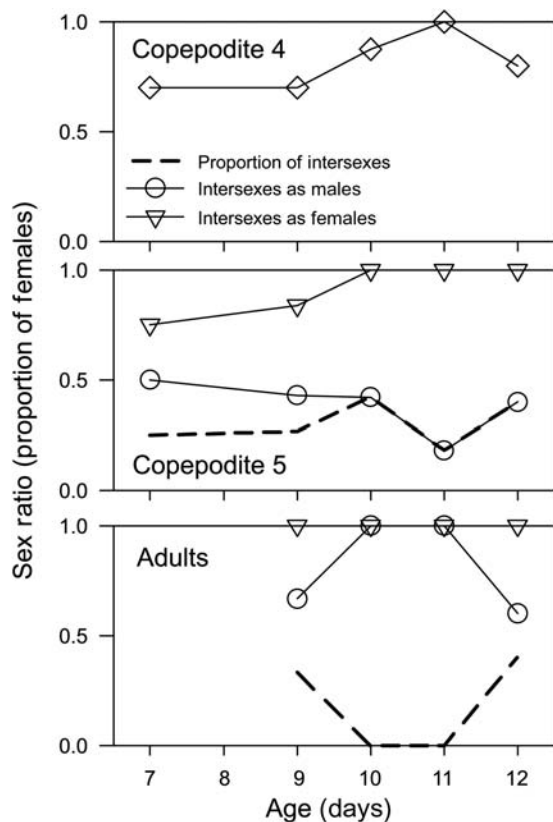 Sex ratio (proportion of females)
1.0
Copepodite 4
0.5
Proportion of intersexes
Intersexes as males
Intersexes as females
0.0
1.0
0.5
Copepodite 5
0.0
1.0
Adults
0.5
0.0
7 8 9 10 11 12
Age (days)